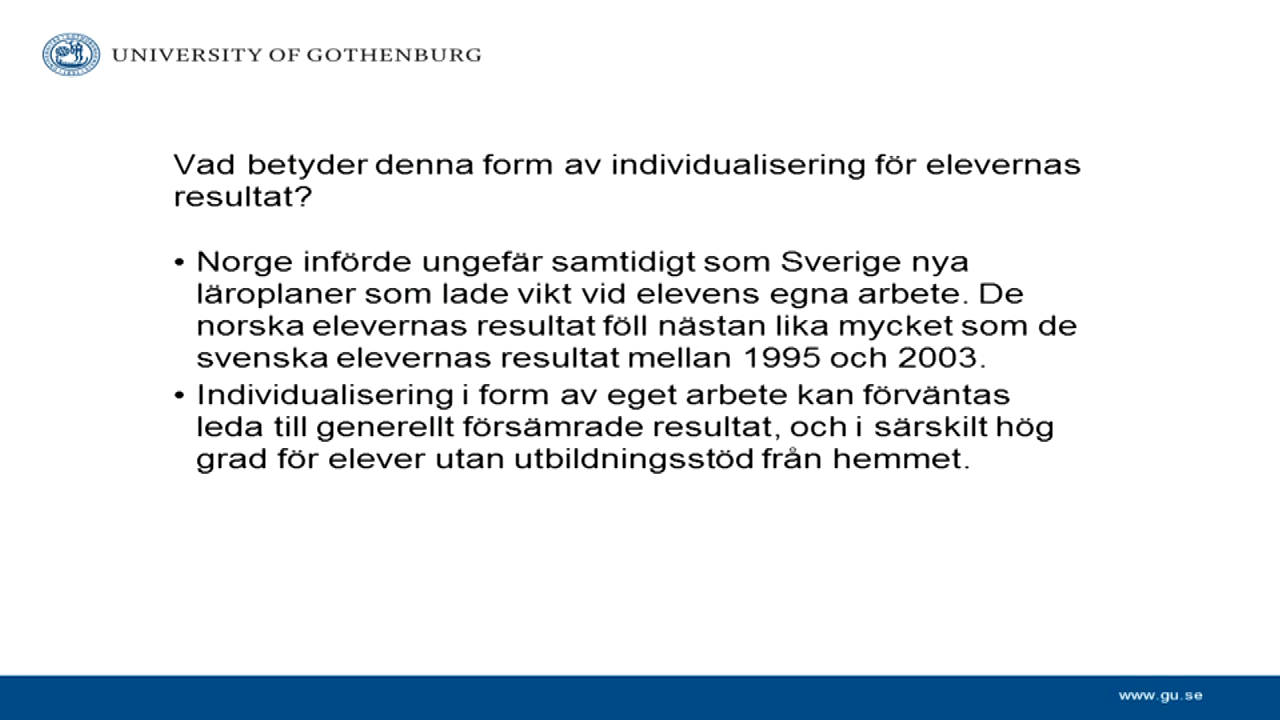 UNIVERSITY OF GOTHENBURG
Vad betyder denna form av individualisering för elevernas
resultat?
• Norge införde ungefär samtidigt som Sverige nya
läroplaner som lade vikt vid elevens egna arbete. De
norska elevernas resultat föll nästan lika mycket som de
svenska elevernas resultat mellan 1995 och 2003.
• Individualisering i form av eget arbete kan förväntas
leda till generellt försämrade resultat, och i särskilt hög
grad för elever utan utbildningsstöd från hemmet.
www.gu.se